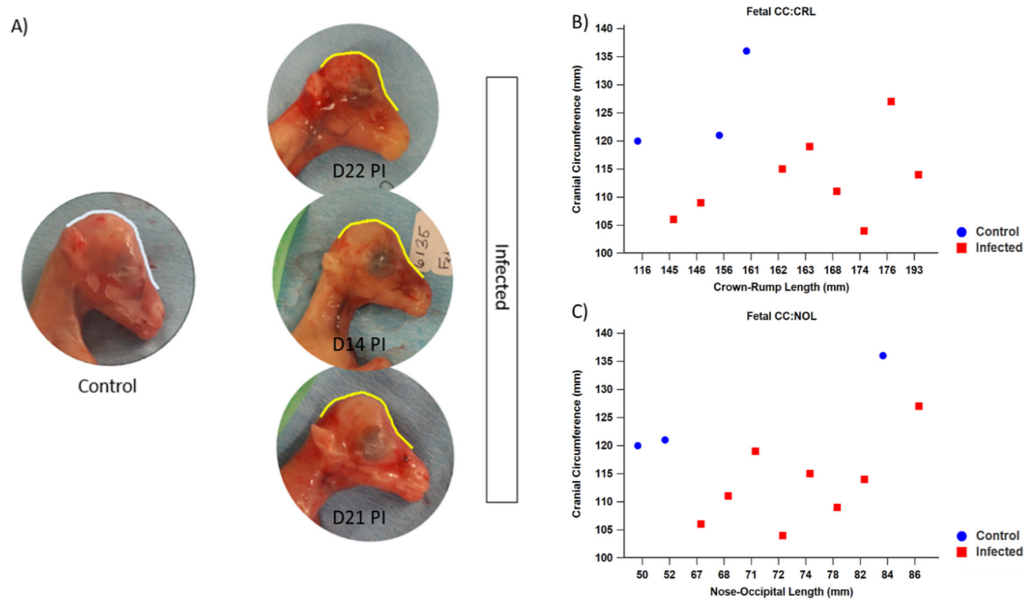 A)
D22 PI
6135
D14 PI
D21 PI
Control
Infected
B)
Fetal CC:CRL
Cranial Circumference (mm)
140
135
130
125
120
115
110
105
100
116 145 146 156 161 162 163 168 174 176 193
Crown-Rump Length (mm)
Control
Infected
C)
Fetal CC:NOL
Cranial Circumference (mm)
140
135
130
125
120
115
110
105
100
50 52 67 68 71 72 74 78 82 84 86
Nose-Occipital Length (mm)
Control
Infected